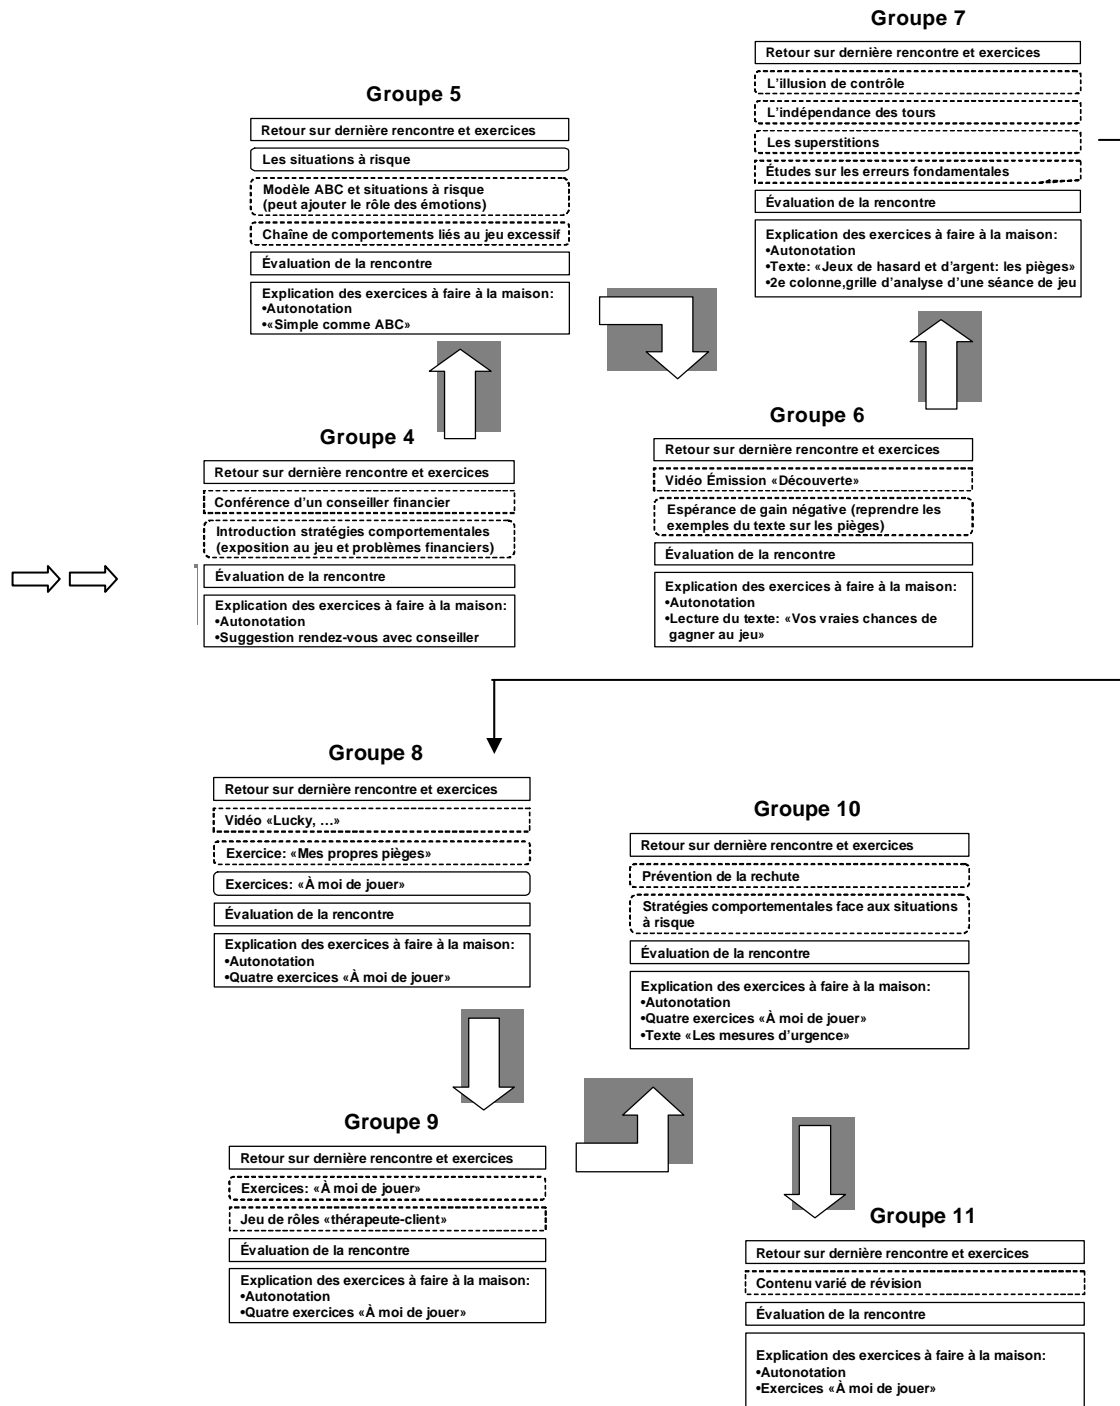 Groupe 4
Retour sur dernière rencontre et exercices
Conférence d'un conseiller financier
Introduction stratégies comportementales
(exposition au jeu et problèmes financiers)
Évaluation de la rencontre
Explication des exercices à faire à la maison:
•Autonotation
•Suggestion rendez-vous avec conseiller
Groupe 5
Retour sur dernière rencontre et exercices
Les situations à risque
Modèle ABC et situations à risque
(peut ajouter le rôle des émotions)
Chaîne de comportements liés au jeu excessif
Évaluation de la rencontre
Explication des exercices à faire à la maison:
•Autonotation
•«Simple comme ABC»
Groupe 6
Retour sur dernière rencontre et exercices
Vidéo Émission «Découverte»
Espérance de gain négative (reprendre les
exemples du texte sur les pièges)
Évaluation de la rencontre
Explication des exercices à faire à la maison:
•Autonotation
•Lecture du texte: «Vos vraies chances de
gagner au jeu»
Groupe 7
Retour sur dernière rencontre et exercices
L'illusion de contrôle
L'indépendance des tours
Les superstitions
Études sur les erreurs fondamentales
Évaluation de la rencontre
Explication des exercices à faire à la maison:
•Autonotation
•Texte: «Jeux de hasard et d'argent: les pièges»
•2e colonne,grille d'analyse d'une séance de jeu
Groupe 8
Retour sur dernière rencontre et exercices
Vidéo «Lucky, …»
Exercice: «Mes propres pièges»
Exercices: «À moi de jouer»
Évaluation de la rencontre
Explication des exercices à faire à la maison:
•Autonotation
•Quatre exercices «À moi de jouer»
Groupe 9
Retour sur dernière rencontre et exercices
Exercices: «À moi de jouer»
Jeu de rôles «thérapeute-client»
Évaluation de la rencontre
Explication des exercices à faire à la maison:
•Autonotation
•Quatre exercices «À moi de jouer»
Groupe 10
Retour sur dernière rencontre et exercices
Prévention de la rechute
Stratégies comportementales face aux situations
à risque
Évaluation de la rencontre
Explication des exercices à faire à la maison:
•Autonotation
•Quatre exercices «À moi de jouer»
•Texte «Les mesures d'urgence»
Groupe 11
Retour sur dernière rencontre et exercices
Contenu varié de révision
Évaluation de la rencontre
Explication des exercices à faire à la maison:
•Autonotation
•Exercices «À moi de jouer»